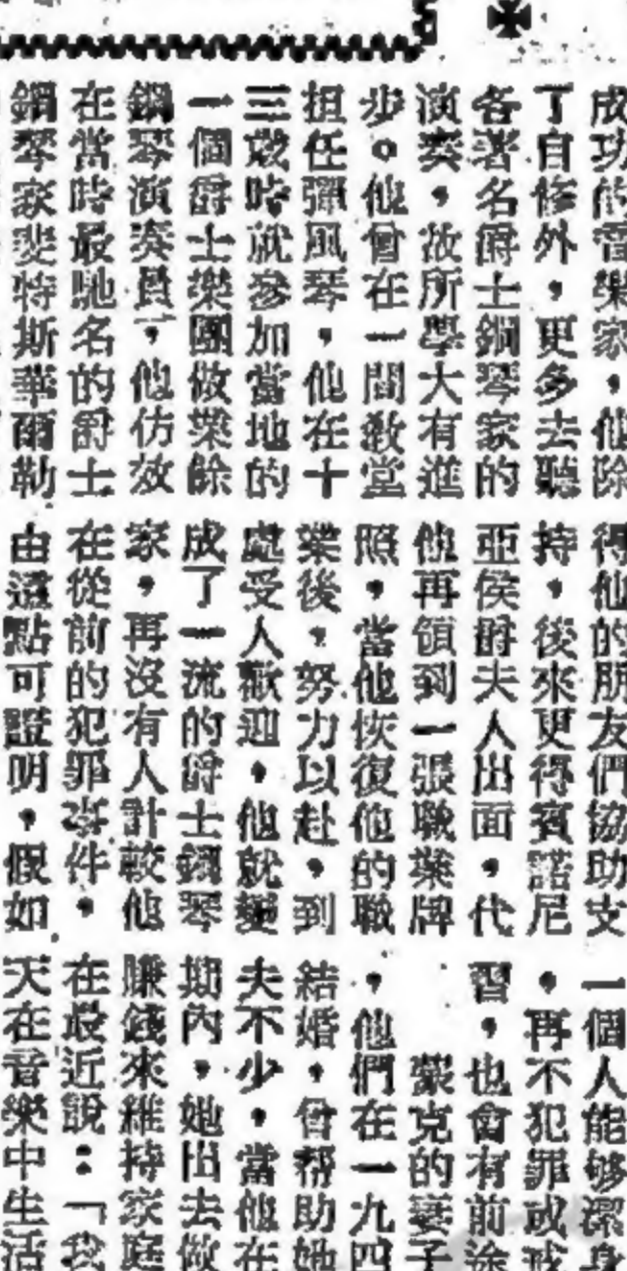 成功的音樂家,他除
了自修外,更多去聽
各著名爵士鋼琴家的
演奏,故所學大有進
步。他曾在一間敎堂
担任彈風琴,他在十
三歲時就參加當地的
一個爵士樂團做業餘
鋼琴演奏員,他仿效
在當時最馳名的爵士
鋼琴家斐特斯華爾勒
得他的朋友們協助支
持,後來更得賓諾尼
亞侯爵夫人出面,代
他再領到一張職業牌
照,當他恢復他的職
業後,努力以赴,到
處受人歡迎,他就變
成了一流的爵士鋼琴
家,再沒有人計較他
在從前的犯罪事件。
由這點可證明,假如
一個人能够潔身
,再不犯罪或戒
習,也會有前途
蒙克的妻子
,他們在一九四
結婚,曾帮助她
夫不少,當他在
期內,她出去做
賺錢來維持家庭
在最近說:「我
天在音樂中生活